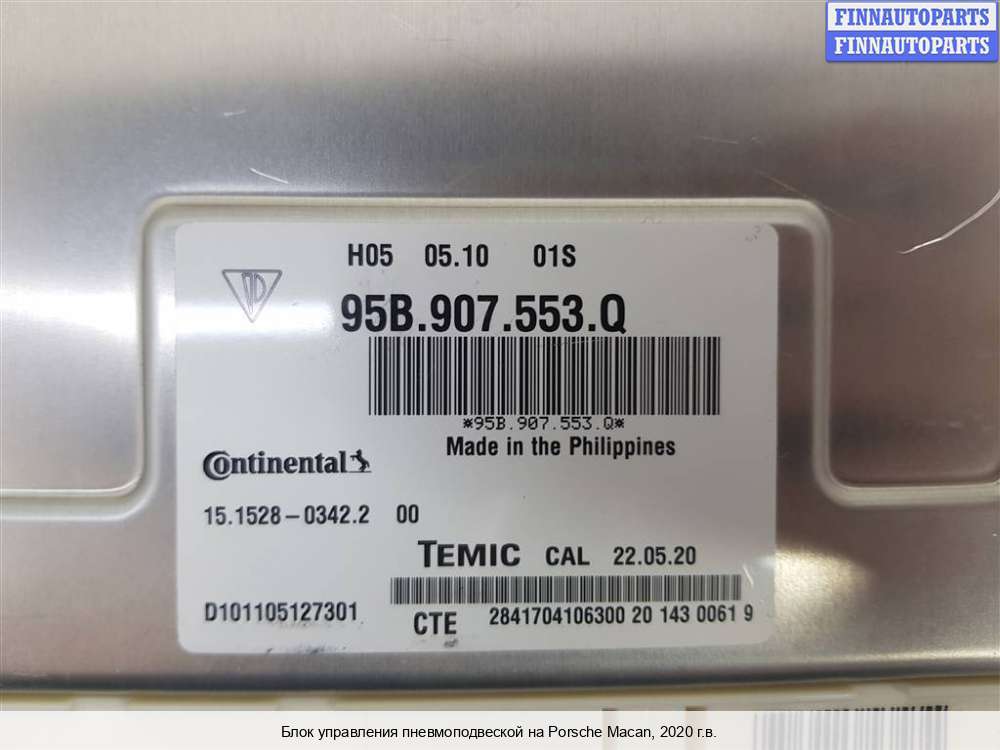 FINNAUTOPARTS
FINNAUTOPARTS
H05 05.10 01S
95B.907.553.Q
*95B.907.553.Q*
Made in the Philippines
Continental
15.1528-0342.2 00
TEMIC CAL 22.05.20
D101105127301 CTE 2841704106300 20 143 0061 9
Блок управления пневмоподвеской на Porsche Macan, 2020 г.в.